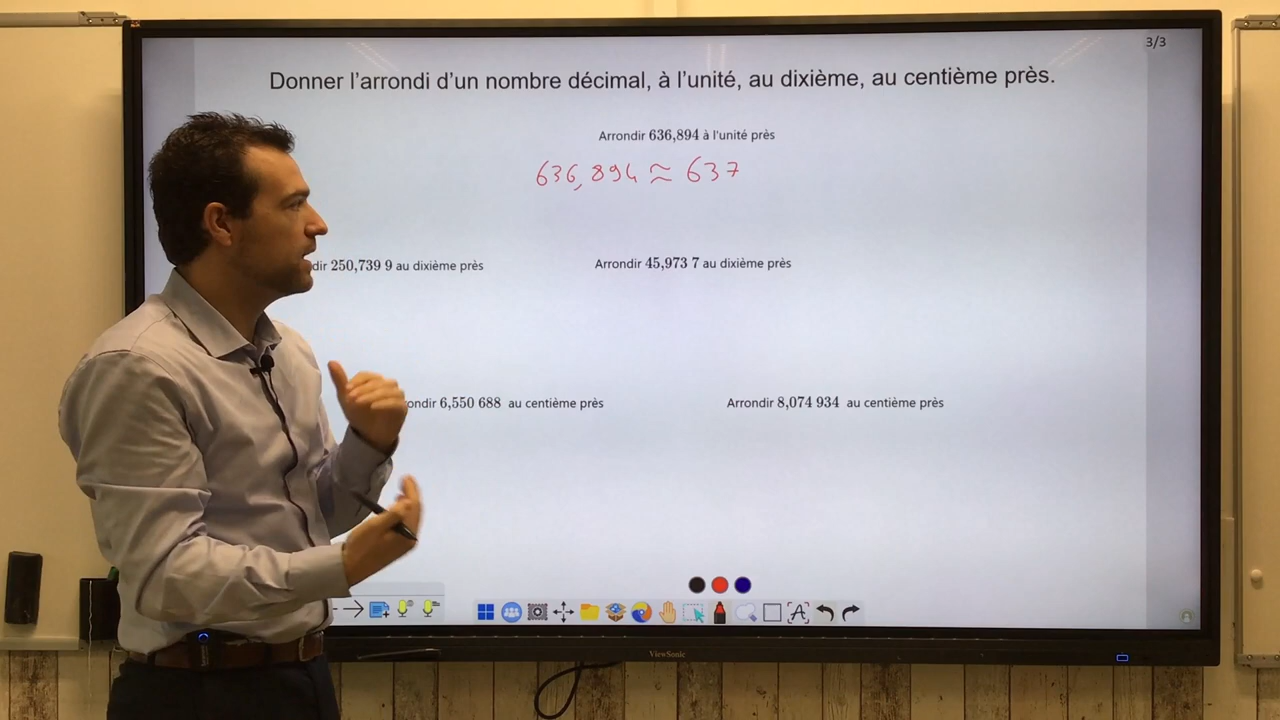 3/3
Donner l'arrondi d'un nombre décimal, à l'unité, au dixième, au centième près.
Arrondir 636,894 à l'unité près
636,894 ≈ 637
dir 250,739 9 au dixième près
Arrondir 45,973 7 au dixième près
ondir 6,550 688 au centième près
Arrondir 8,074 934 au centième près
ViewSonic